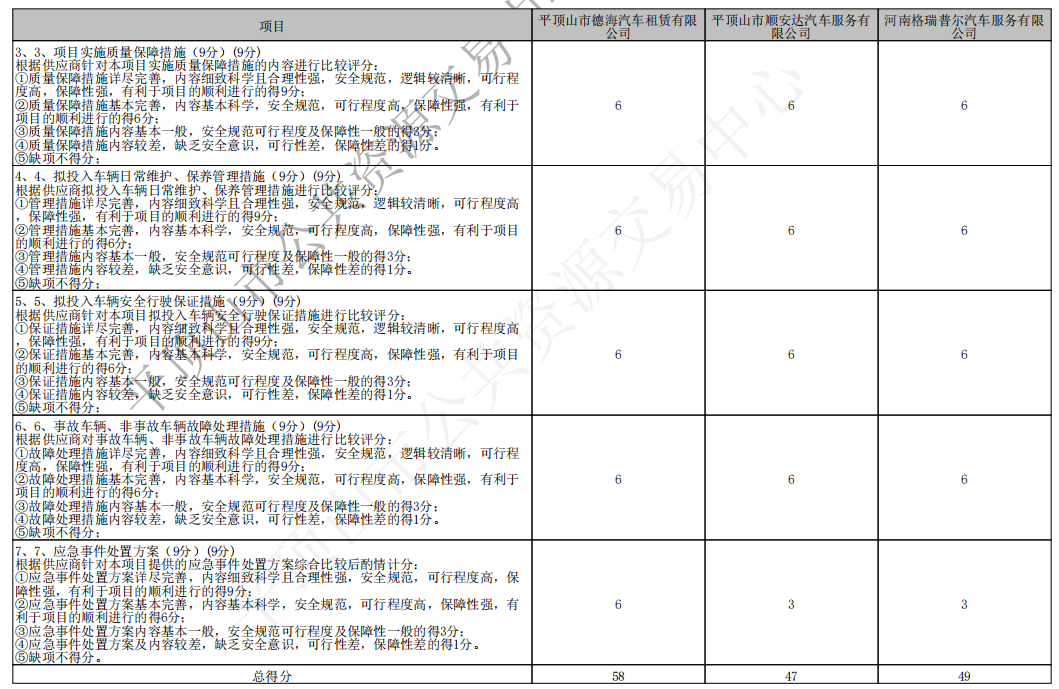 项目
平顶山市德海汽车租赁有限
公司
平顶山市顺安达汽车服务有
限公司
河南格瑞普尔汽车服务有限
公司
3、3、项目实施质量保障措施（9分）(9分)
根据供应商针对本项目实施质量保障措施的内容进行比较评分：
①质量保障措施详尽完善，内容细致科学且合理性强，安全规范，逻辑较清晰，可行程
度高，保障性强，有利于项目的顺利进行的得9分；
②质量保障措施基本完善，内容基本科学，安全规范，可行程度高，保障性强，有利于
项目的顺利进行的得6分；
③质量保障措施内容基本一般，安全规范可行程度及保障性一般的得3分；
④质量保障措施内容较差，缺乏安全意识，可行性差，保障性差的得1分。
⑤缺项不得分；
6
6
6
4、4、拟投入车辆日常维护、保养管理措施（9分）(9分)
根据供应商拟投入车辆日常维护、保养管理措施进行比较评分：
①管理措施详尽完善，内容细致科学且合理性强，安全规范，逻辑较清晰，可行程度高
，保障性强，有利于项目的顺利进行的得9分；
②管理措施基本完善，内容基本科学，安全规范，可行程度高，保障性强，有利于项目
的顺利进行的得6分；
③管理措施内容基本一般，安全规范可行程度及保障性一般的得3分；
④管理措施内容较差，缺乏安全意识，可行性差，保障性差的得1分。
⑤缺项不得分；
6
6
6
5、5、拟投入车辆安全行驶保证措施（9分）(9分)
根据供应商针对本项目拟投入车辆安全行驶保证措施进行比较评分：
①保证措施详尽完善，内容细致科学且合理性强，安全规范，逻辑较清晰，可行程度高
，保障性强，有利于项目的顺利进行的得9分；
②保证措施基本完善，内容基本科学，安全规范，可行程度高，保障性强，有利于项目
的顺利进行的得6分；
③保证措施内容基本一般，安全规范可行程度及保障性一般的得3分；
④保证措施内容较差，缺乏安全意识，可行性差，保障性差的得1分。
⑤缺项不得分；
6
6
6
6、6、事故车辆、非事故车辆故障处理措施（9分）(9分)
根据供应商对事故车辆、非事故车辆故障处理措施进行比较评分：
①故障处理措施详尽完善，内容细致科学且合理性强，安全规范，逻辑较清晰，可行程
度高，保障性强，有利于项目的顺利进行的得9分；
②故障处理措施基本完善，内容基本科学，安全规范，可行程度高，保障性强，有利于
项目的顺利进行的得6分；
③故障处理措施内容基本一般，安全规范可行程度及保障性一般的得3分；
④故障处理措施内容较差，缺乏安全意识，可行性差，保障性差的得1分。
⑤缺项不得分；
6
6
6
7、7、应急事件处置方案（9分）(9分)
根据供应商针对本项目提供的应急事件处置方案综合比较后酌情计分：
①应急事件处置方案详尽完善，内容细致科学且合理性强，安全规范，可行程度高，保
障性强，有利于项目的顺利进行的得9分；
②应急事件处置方案基本完善，内容基本科学，安全规范，可行程度高，保障性强，有
利于项目的顺利进行的得6分；
③应急事件处置方案内容基本一般，安全规范可行程度及保障性一般的得3分；
④应急事件处置方案及内容较差，缺乏安全意识，可行性差，保障性差的得1分。
⑤缺项不得分。
6
3
3
总得分
58
47
49
平顶山市公共资源交易中
平顶山市公共资源交易中心